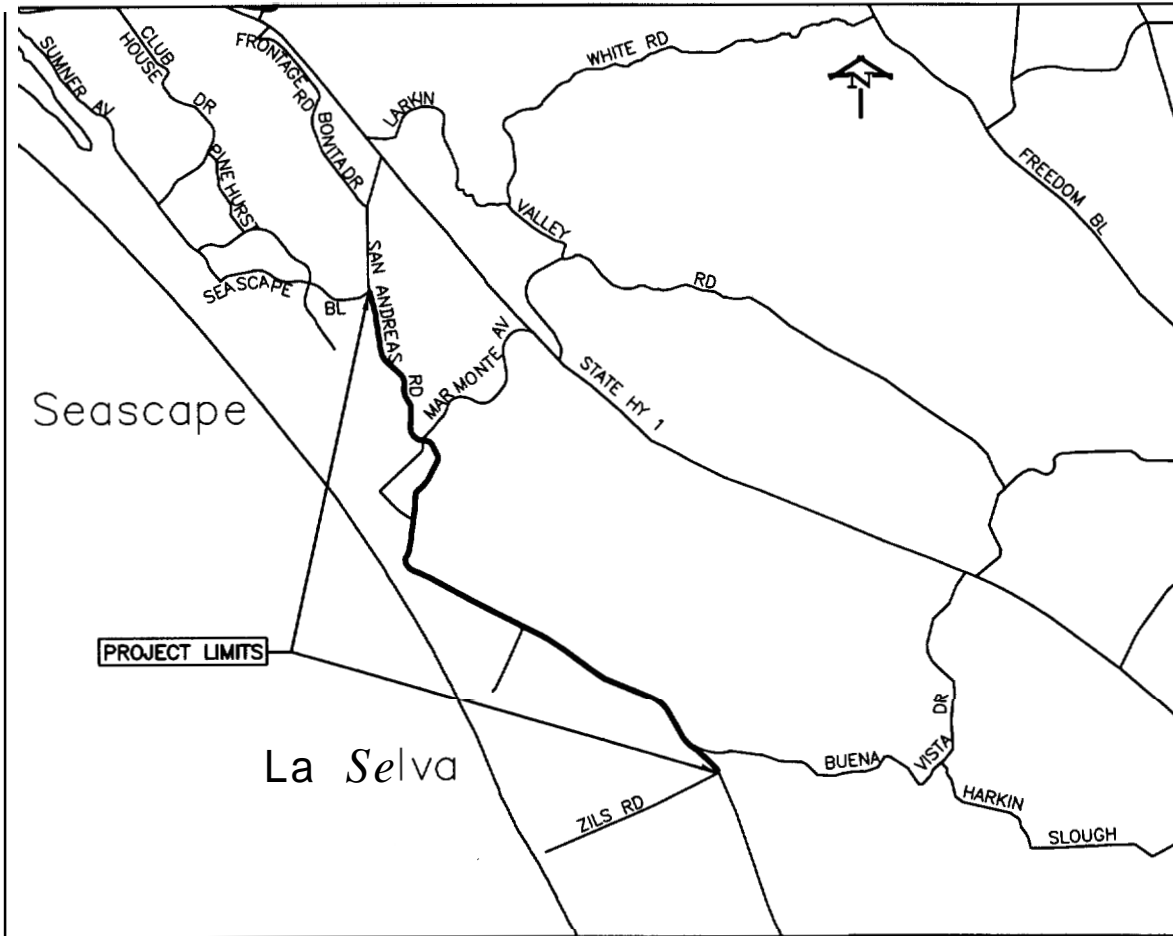 SUMNER AV
CLUB
HOUSE
DR
PINE HURST
FRONTAGE
RD
BONITA DR
LARKIN
WHITE RD
N
FREEDOM BL
VALLEY
RD
SEASCAPE
BL
SAN ANDREAS RD
MAR MONTE AV
STATE HY 1
Seascape
PROJECT LIMITS
La Selva
ZILS RD
BUENA
VISTA
DR
HARKIN
SLOUGH